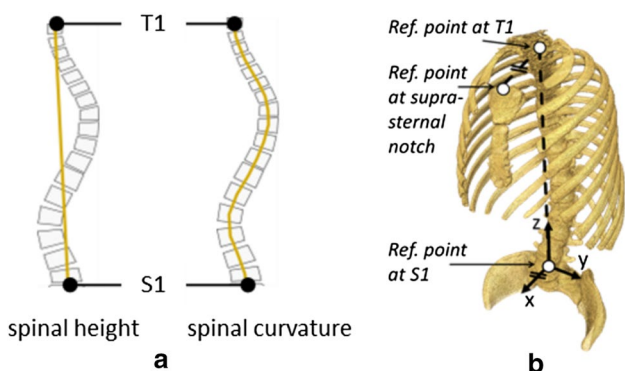 T1
S1
spinal height
spinal curvature
a
Ref. point at T1
Ref. point
at supra-
sternal
notch
z
Ref. point
at S1
y
x
b